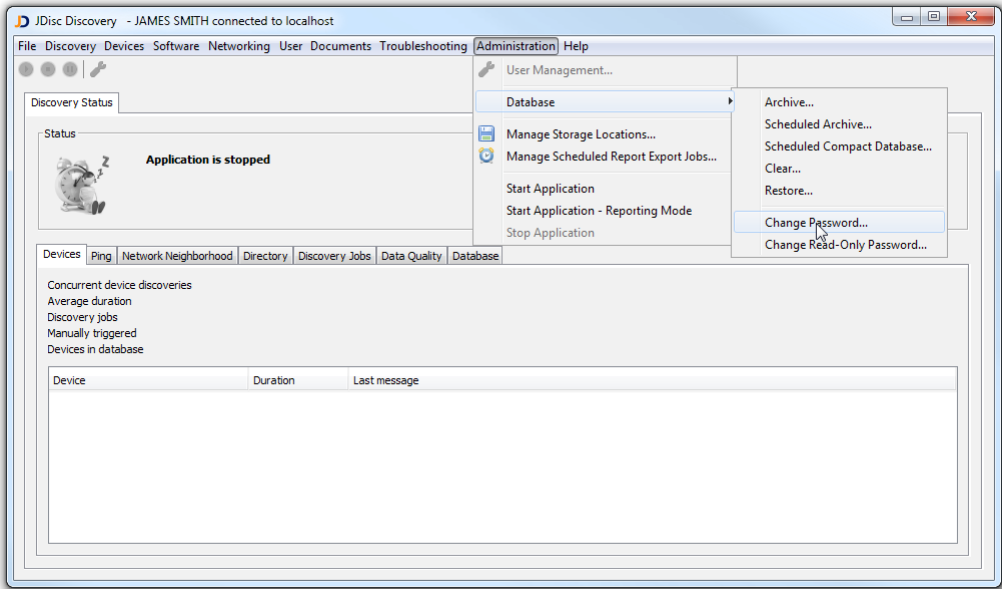 JDisc Discovery - JAMES SMITH connected to localhost
File Discovery Devices Software Networking User Documents Troubleshooting Administration Help
User Management...
Discovery Status
Database
Archive...
Scheduled Archive...
Scheduled Compact Database...
Clear...
Restore...
Change Password...
Change Read-Only Password...
Manage Storage Locations...
Manage Scheduled Report Export Jobs...
Start Application
Start Application - Reporting Mode
Stop Application
Status
Application is stopped
Devices Ping Network Neighborhood Directory Discovery Jobs Data Quality Database
Concurrent device discoveries
Average duration
Discovery jobs
Manually triggered
Devices in database
Device Duration Last message